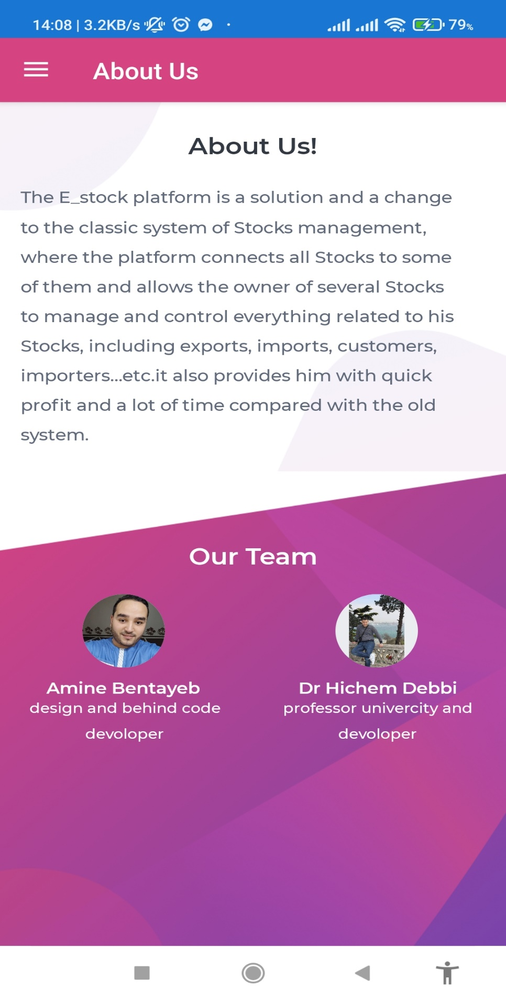 14:08 | 3.2KB/s 79%
About Us
About Us!
The E_stock platform is a solution and a change
to the classic system of Stocks management,
where the platform connects all Stocks to some
of them and allows the owner of several Stocks
to manage and control everything related to his
Stocks, including exports, imports, customers,
importers...etc.it also provides him with quick
profit and a lot of time compared with the old
system.
Our Team
Amine Bentayeb
design and behind code
devoloper
Dr Hichem Debbi
professor univercity and
devoloper